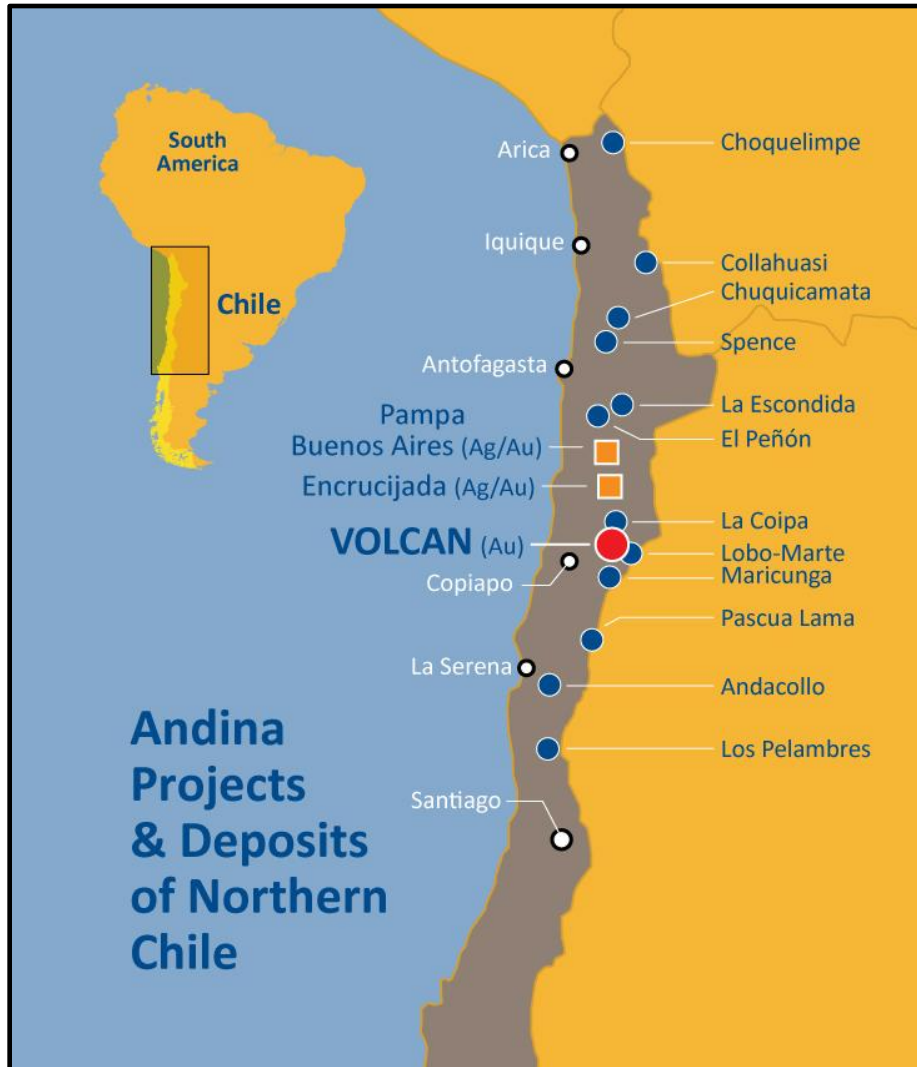 South
America
Chile
Arica
Choquelimpe
Iquique
Collahuasi
Chuquicamata
Spence
Antofagasta
La Escondida
Pampa
Buenos Aires (Ag/Au)
El Peñón
Encrucijada (Ag/Au)
La Coipa
VOLCAN (Au)
Lobo-Marte
Copiapo
Maricunga
Pascua Lama
La Serena
Andacollo
Los Pelambres
Santiago
Andina
Projects
& Deposits
of Northern
Chile